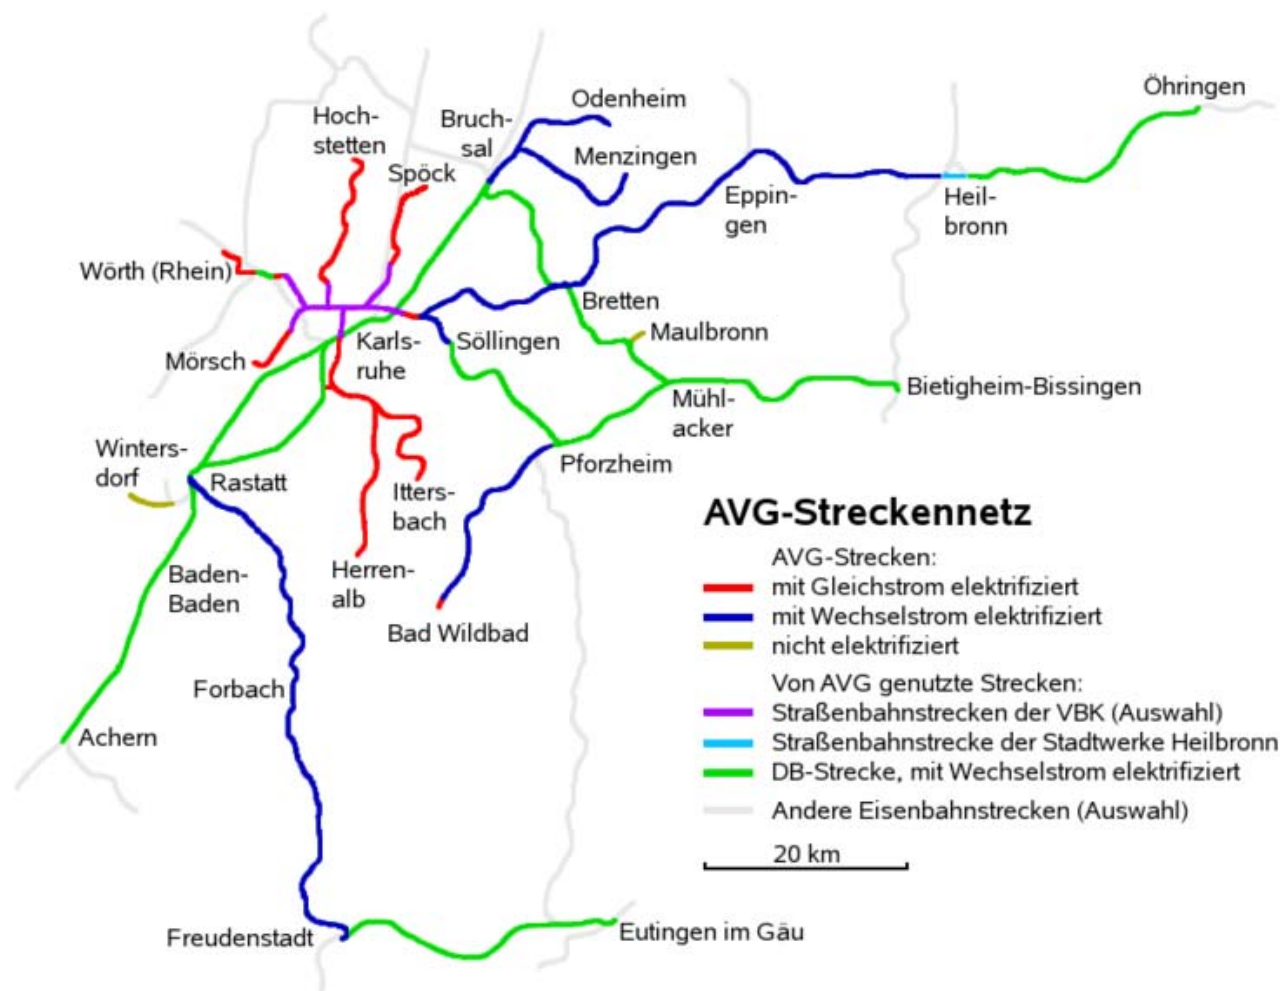 Öhringen
Odenheim
Hoch-
stetten
Bruch-
sal
Menzingen
Spöck
Eppin-
gen
Heil-
bronn
Wörth (Rhein)
Bretten
Maulbronn
Karls-
ruhe
Söllingen
Mörsch
Mühl-
acker
Bietigheim-Bissingen
Winters-
dorf
Rastatt
Pforzheim
Itters-
bach
Herren-
alb
Baden-
Baden
Bad Wildbad
Forbach
Achern
Freudenstadt
Eutingen im Gäu
AVG-Streckennetz
AVG-Strecken:
mit Gleichstrom elektrifiziert
mit Wechselstrom elektrifiziert
nicht elektrifiziert
Von AVG genutzte Strecken:
Straßenbahnstrecken der VBK (Auswahl)
Straßenbahnstrecke der Stadtwerke Heilbronn
DB-Strecke, mit Wechselstrom elektrifiziert
Andere Eisenbahnstrecken (Auswahl)
20 km